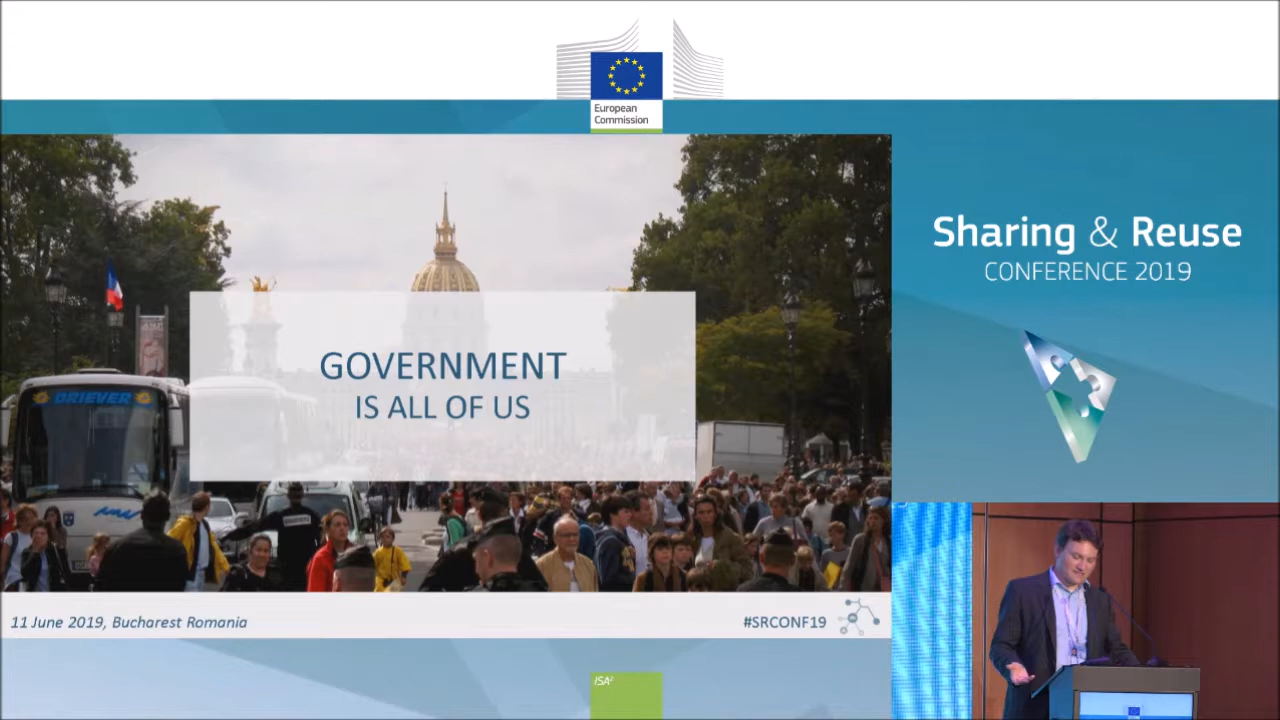 European
Commission
Sharing & Reuse
CONFERENCE 2019
GOVERNMENT
IS ALL OF US
DRIEVER
11 June 2019, Bucharest Romania
#SRCONF19
ISA²